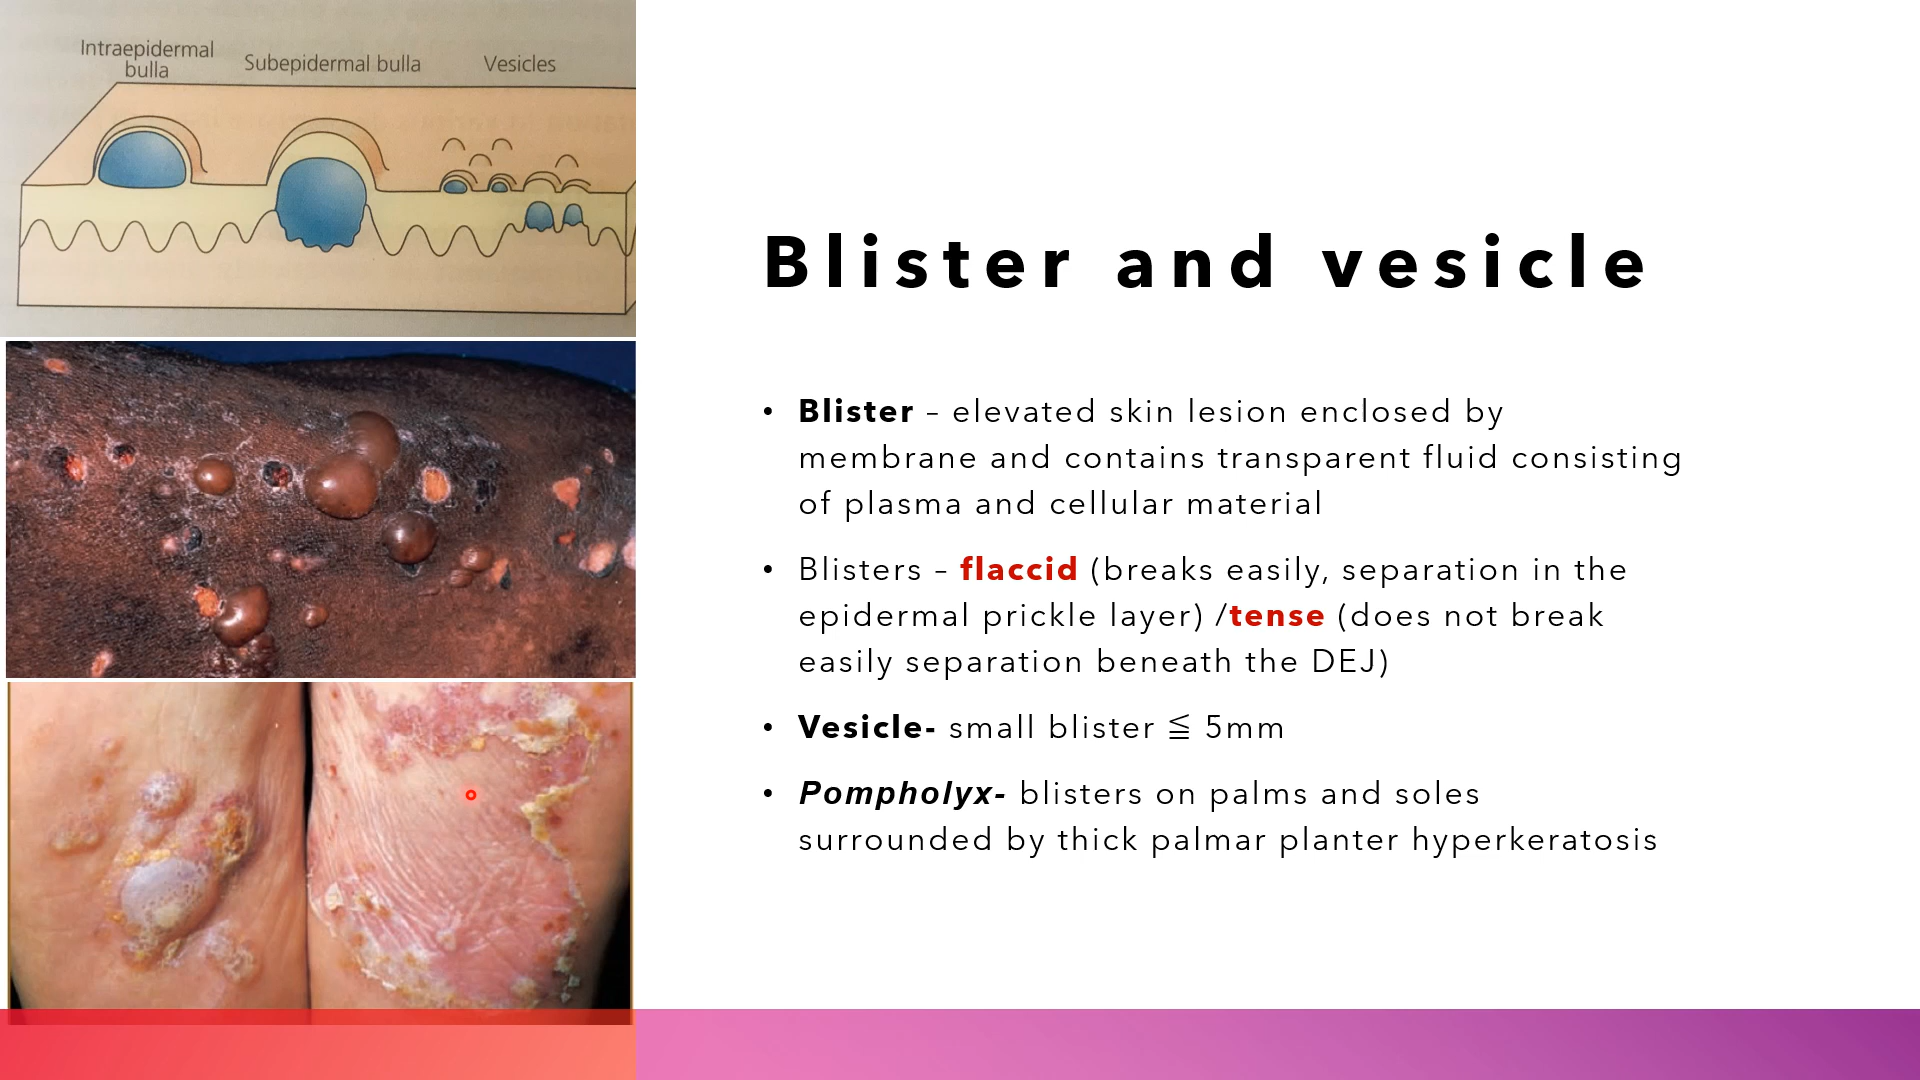 Intraepidermal
bulla
Subepidermal bulla
Vesicles
Blister and vesicle
• Blister – elevated skin lesion enclosed by
membrane and contains transparent fluid consisting
of plasma and cellular material
• Blisters – flaccid (breaks easily, separation in the
epidermal prickle layer) /tense (does not break
easily separation beneath the DEJ)
• Vesicle- small blister ≦ 5mm
• Pompholyx- blisters on palms and soles
surrounded by thick palmar planter hyperkeratosis